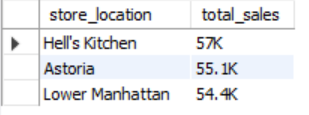 store_location total_sales
Hell's Kitchen 57K
Astoria 55.1K
Lower Manhattan 54.4K